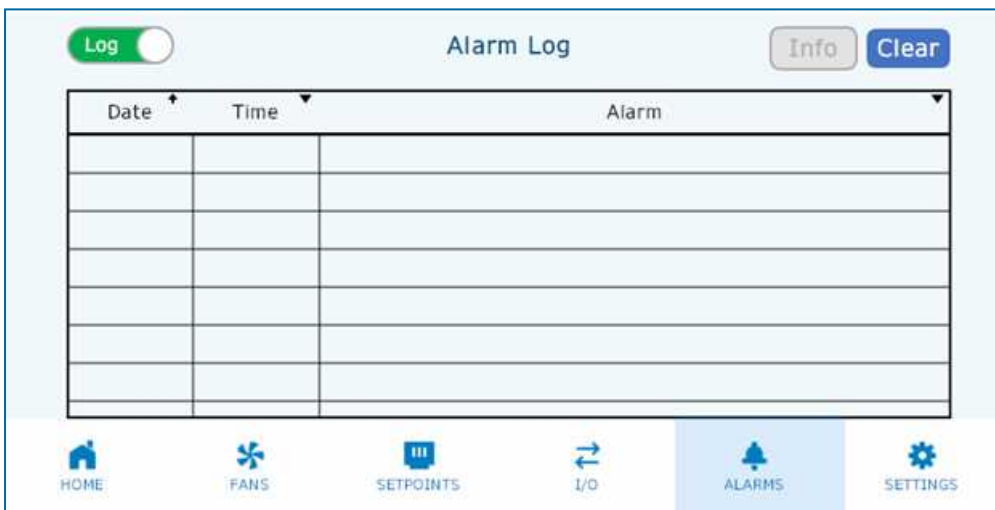 Log Alarm Log Info Clear
Date Time Alarm
HOME FANS SETPOINTS I/O ALARMS SETTINGS